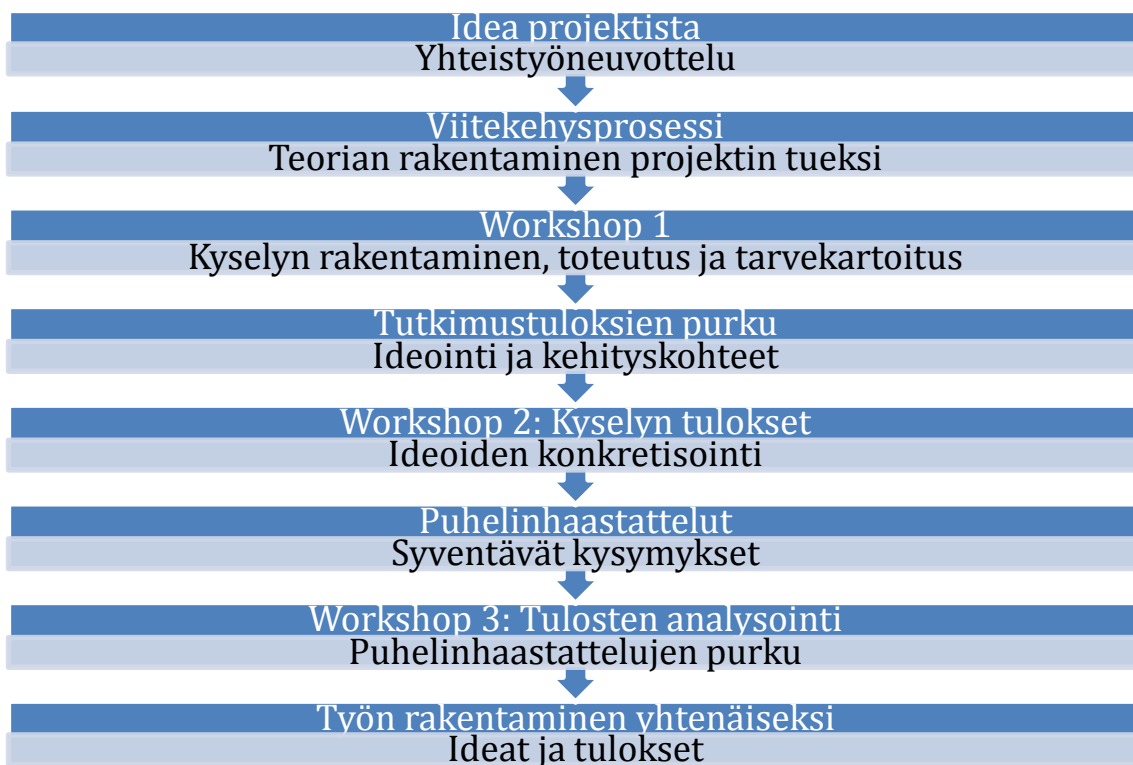 Idea projektista
Yhteistyöneuvottelu
Viitekehysprosessi
Teorian rakentaminen projektin tueksi
Workshop 1
Kyselyn rakentaminen, toteutus ja tarvekartoitus
Tutkimustuloksien purku
Ideointi ja kehityskohteet
Workshop 2: Kyselyn tulokset
Ideoiden konkretisointi
Puhelinhaastattelut
Syventävät kysymykset
Workshop 3: Tulosten analysointi
Puhelinhaastattelujen purku
Työn rakentaminen yhtenäiseksi
Ideat ja tulokset